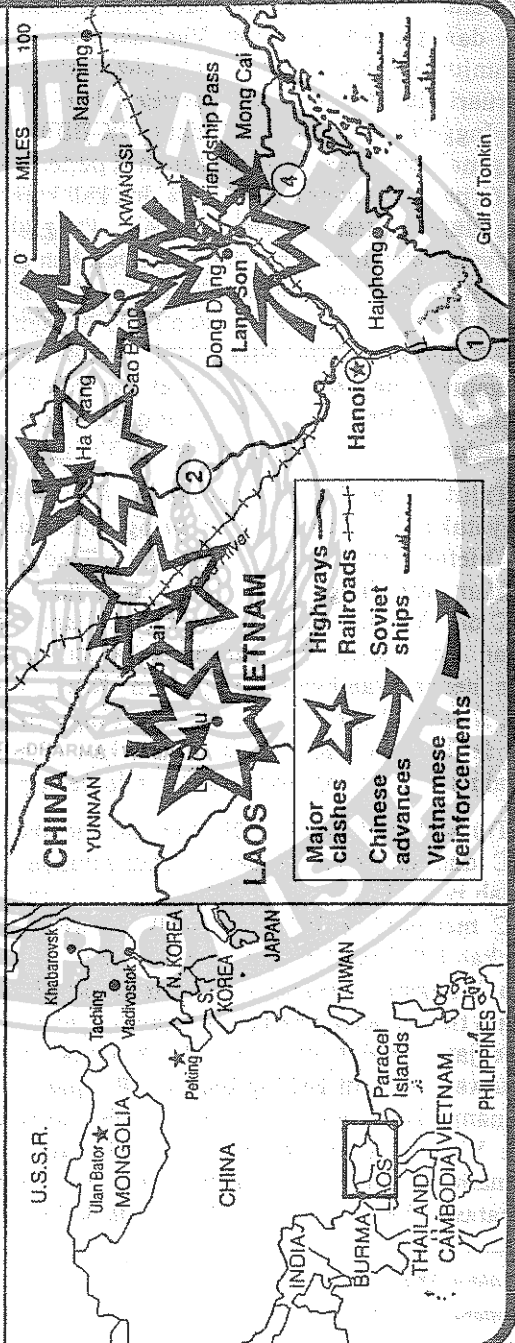 U.S.S.R.
Khabarovsk
Ulan Bator
MONGOLIA
Taching
Vladivostok
N. KOREA
S. KOREA
Peking
JAPAN
CHINA
TAIWAN
INDIA
BURMA
LAOS
Paracel Islands
THAILAND
CAMBODIA
VIETNAM
PHILIPPINES
CHINA
YUNNAN
KWANGSI
0 MILES 100
Nanning
Ha Giang
Cao Bang
Friendship Pass
Dong Dang
Lang Son
Mong Cai
4
2
River
VIETNAM
LAOS
Hanoi
Haiphong
1
Gulf of Tonkin
Major clashes
Highways
Railroads
Chinese advances
Soviet ships
Vietnamese reinforcements
DHARMA